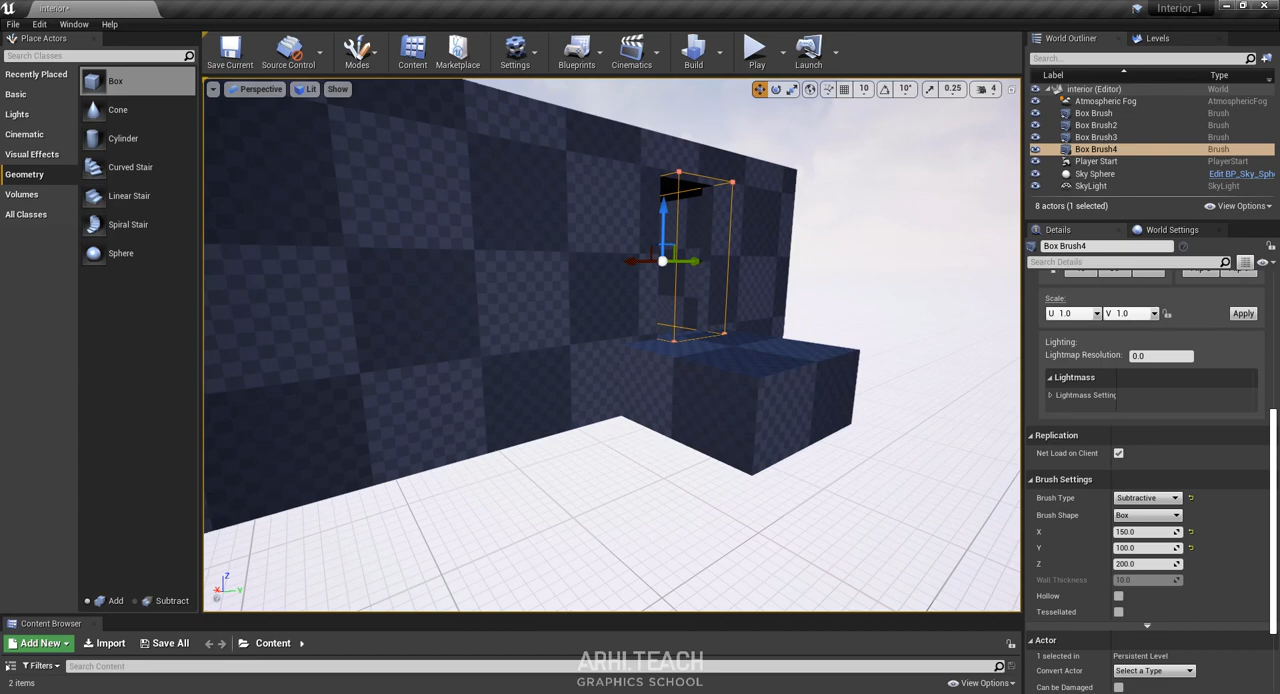 interior*
Interior_1
File Edit Window Help
Place Actors
Search Classes
Recently Placed
Basic
Lights
Cinematic
Visual Effects
Geometry
Volumes
All Classes
Box
Cone
Cylinder
Curved Stair
Linear Stair
Spiral Stair
Sphere
Add Subtract
Save Current
Source Control
Modes
Content
Marketplace
Settings
Blueprints
Cinematics
Build
Play
Launch
Perspective Lit Show
10 10° 0.25 4
Z
X
Y
World Outliner Levels
Search...
Label Type
interior (Editor) World
Atmospheric Fog AtmosphericFog
Box Brush Brush
Box Brush2 Brush
Box Brush3 Brush
Box Brush4 Brush
Player Start PlayerStart
Sky Sphere Edit BP_Sky_Sph
SkyLight SkyLight
8 actors (1 selected) View Options
Details World Settings
Box Brush4
Search Details
Scale:
U 1.0 V 1.0 Apply
Lighting:
Lightmap Resolution: 0.0
Lightmass
Lightmass Setting
Replication
Net Load on Client
Brush Settings
Brush Type Subtractive
Brush Shape Box
X 150.0
Y 100.0
Z 200.0
Wall Thickness 10.0
Hollow
Tessellated
Actor
1 selected in Persistent Level
Convert Actor Select a Type
Can be Damaged
Content Browser
Add New Import Save All Content
Filters Search Content
2 items View Options
ARHI.TEACH
GRAPHICS SCHOOL